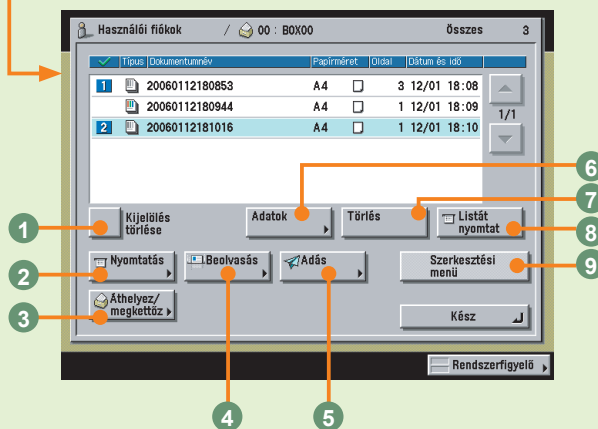 Használói fiókok / 00 : BOX00 Összes 3
Típus Dokumentumnév Papírméret Oldal Dátum és idő
1 20060112180853 A4 3 12/01 18:08
20060112180944 A4 1 12/01 18:09
2 20060112181016 A4 1 12/01 18:10
1/1
Kijelölés
törlése
Adatok
Törlés
Listát
nyomtat
Nyomtatás
Beolvasás
Adás
Szerkesztési
menü
Áthelyez/
megkettőz
Kész
Rendszerfigyelő
1
2
3
4
5
6
7
8
9